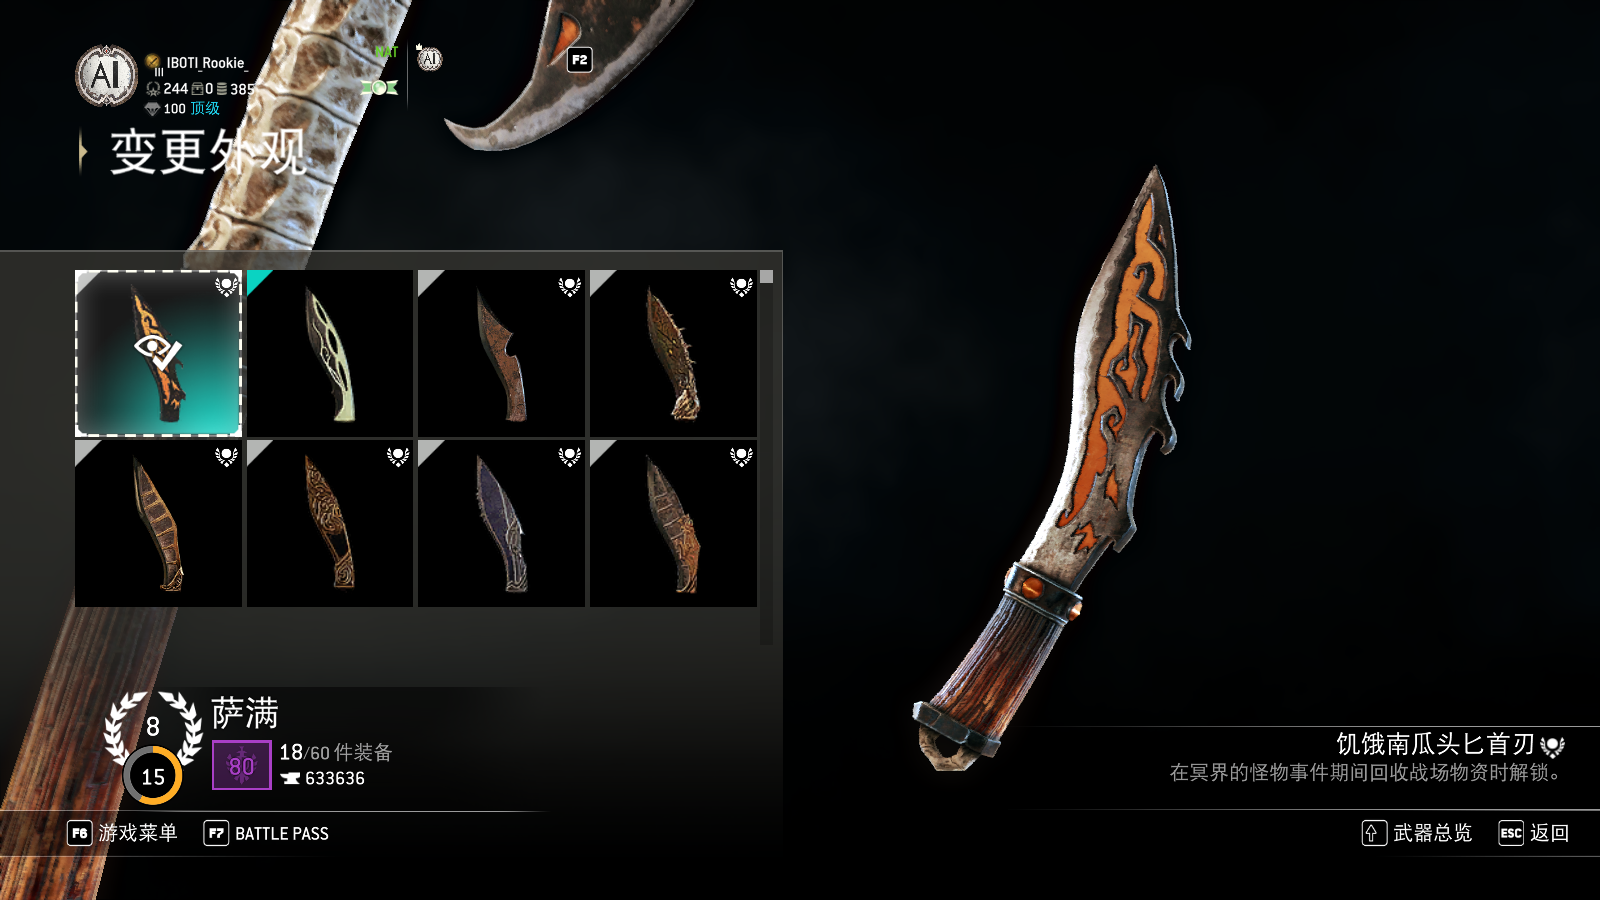 AI
IBOTI_Rookie_
III
244 0 385
100 顶级
NAT
AI
F2
变更外观
8
15
萨满
80
18/60 件装备
633636
饥饿南瓜头匕首刃
在冥界的怪物事件期间回收战场物资时解锁。
F6 游戏菜单 F7 BATTLE PASS
武器总览 ESC 返回